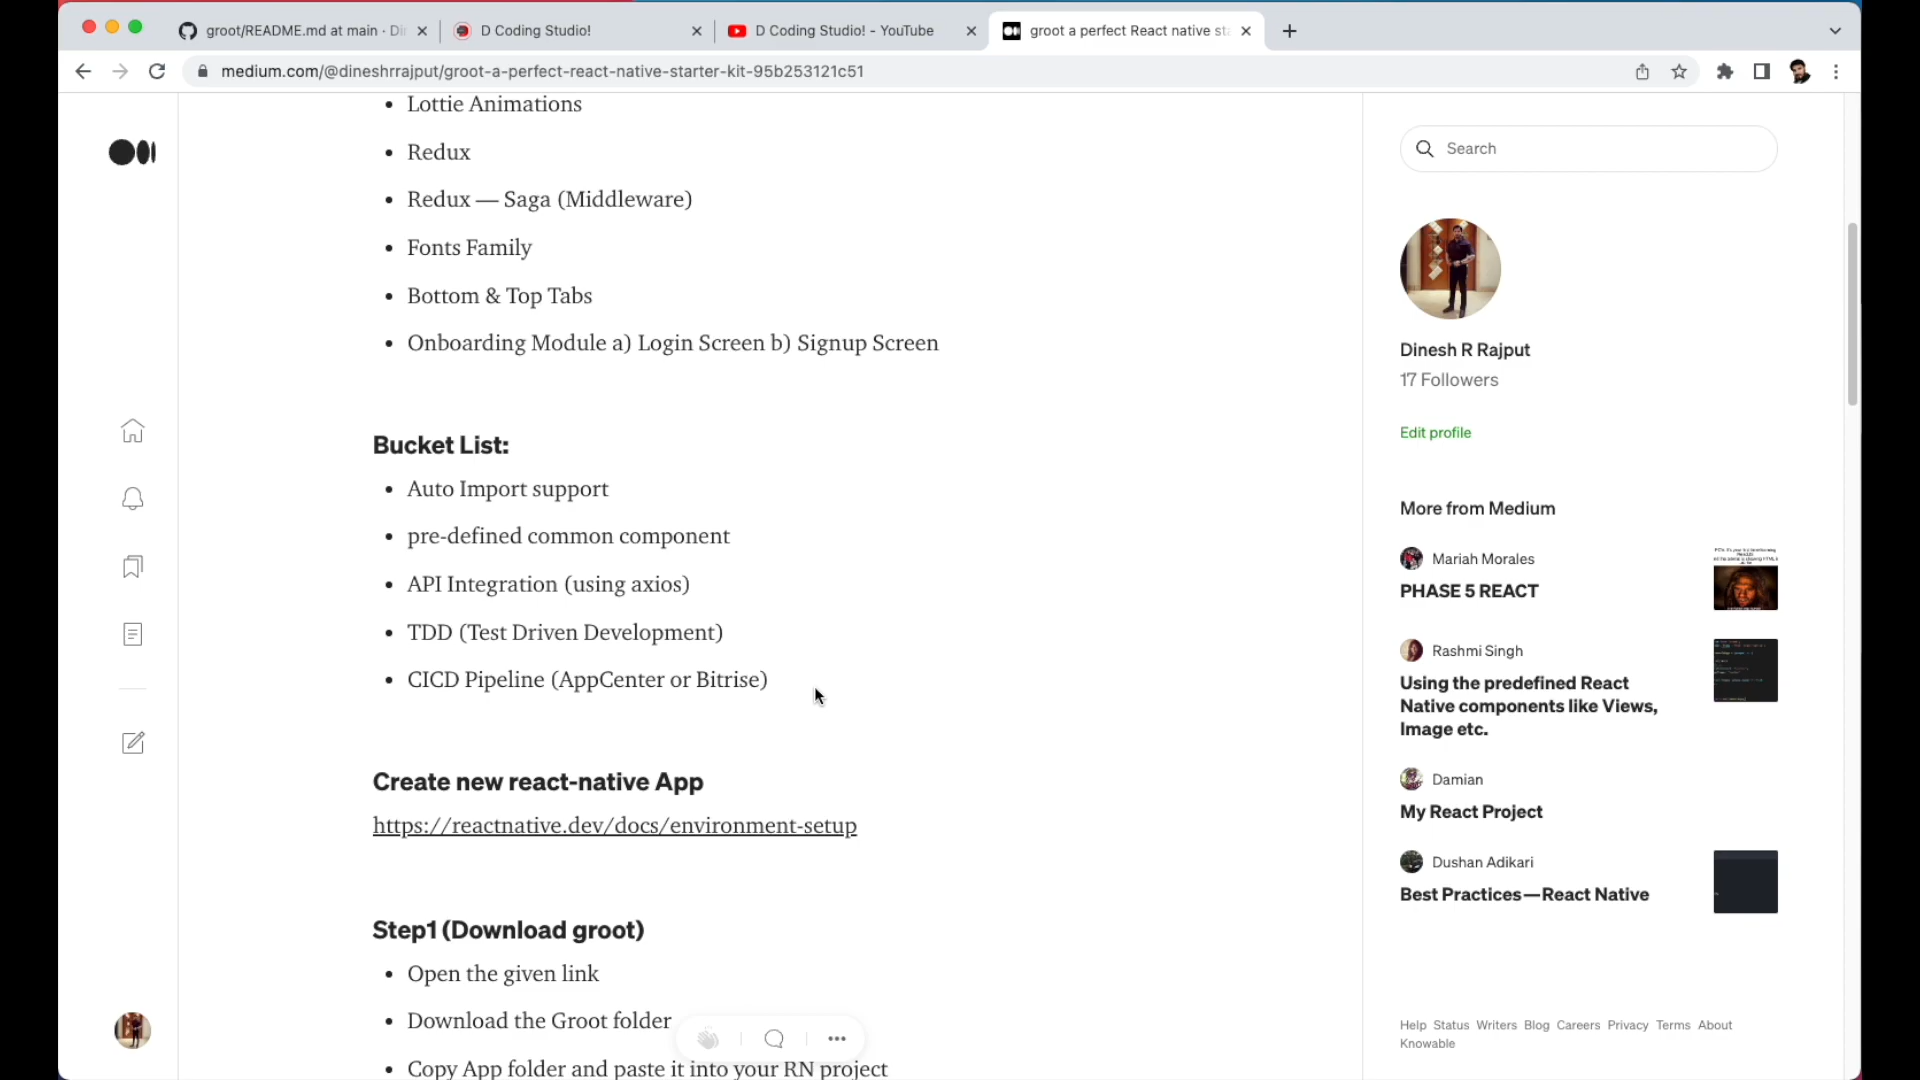 groot/README.md at main · Di
D Coding Studio!
D Coding Studio! - YouTube
groot a perfect React native sta
medium.com/@dineshrrajput/groot-a-perfect-react-native-starter-kit-95b253121c51
• Lottie Animations
• Redux
• Redux — Saga (Middleware)
• Fonts Family
• Bottom & Top Tabs
• Onboarding Module a) Login Screen b) Signup Screen
Bucket List:
• Auto Import support
• pre-defined common component
• API Integration (using axios)
• TDD (Test Driven Development)
• CICD Pipeline (AppCenter or Bitrise)
Create new react-native App
https://reactnative.dev/docs/environment-setup
Step1 (Download groot)
• Open the given link
• Download the Groot folder
• Copy App folder and paste it into your RN project
Search
Dinesh R Rajput
17 Followers
Edit profile
More from Medium
Mariah Morales
PHASE 5 REACT
Rashmi Singh
Using the predefined React
Native components like Views,
Image etc.
Damian
My React Project
Dushan Adikari
Best Practices — React Native
Help Status Writers Blog Careers Privacy Terms About
Knowable